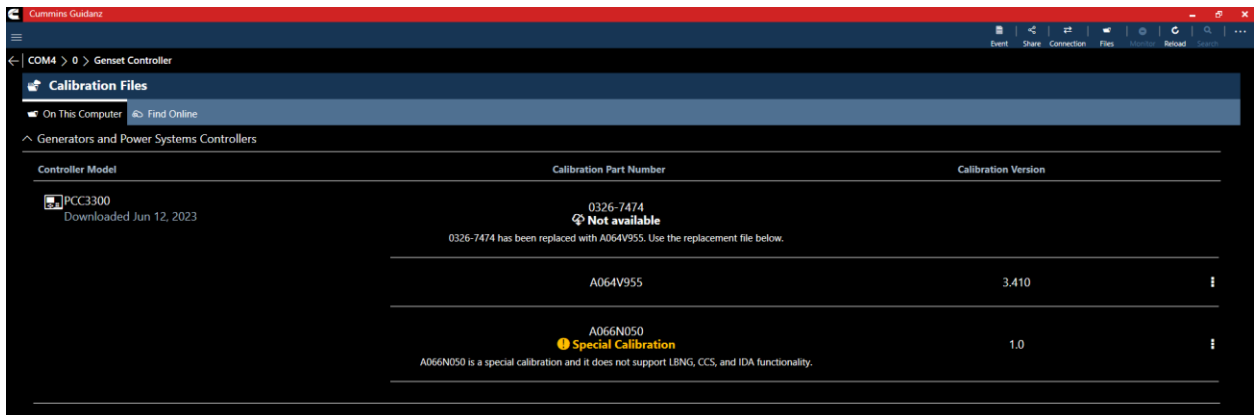 Cummins Guidanz
Event Share Connection Files Monitor Reload Search
COM4 > 0 > Genset Controller
Calibration Files
On This Computer Find Online
Generators and Power Systems Controllers
Controller Model Calibration Part Number Calibration Version
PCC3300
Downloaded Jun 12, 2023
0326-7474
Not available
0326-7474 has been replaced with A064V955. Use the replacement file below.
A064V955 3.410
A066N050
Special Calibration
1.0
A066N050 is a special calibration and it does not support LBNG, CCS, and IDA functionality.